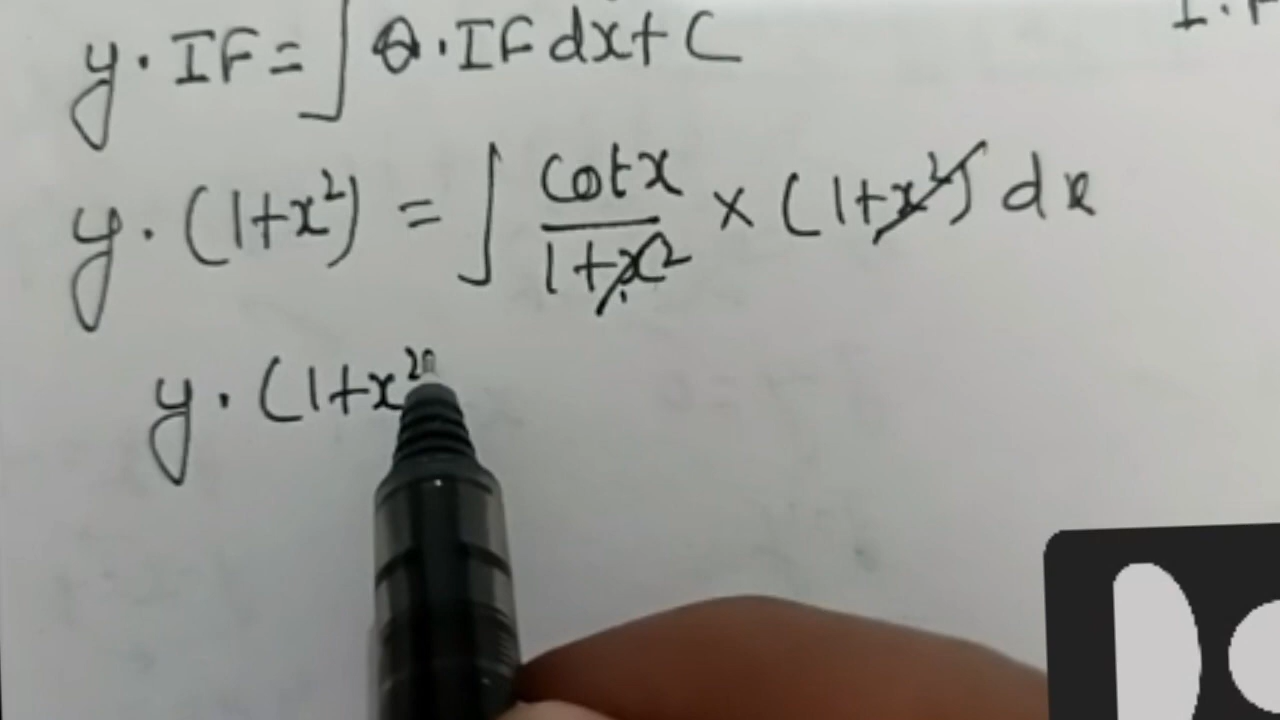 I.F
y. IF = ∫ Q. IF dx + C
y. (1+x²) = ∫ cotx/1+x² × (1+x²) dx
y. (1+x²